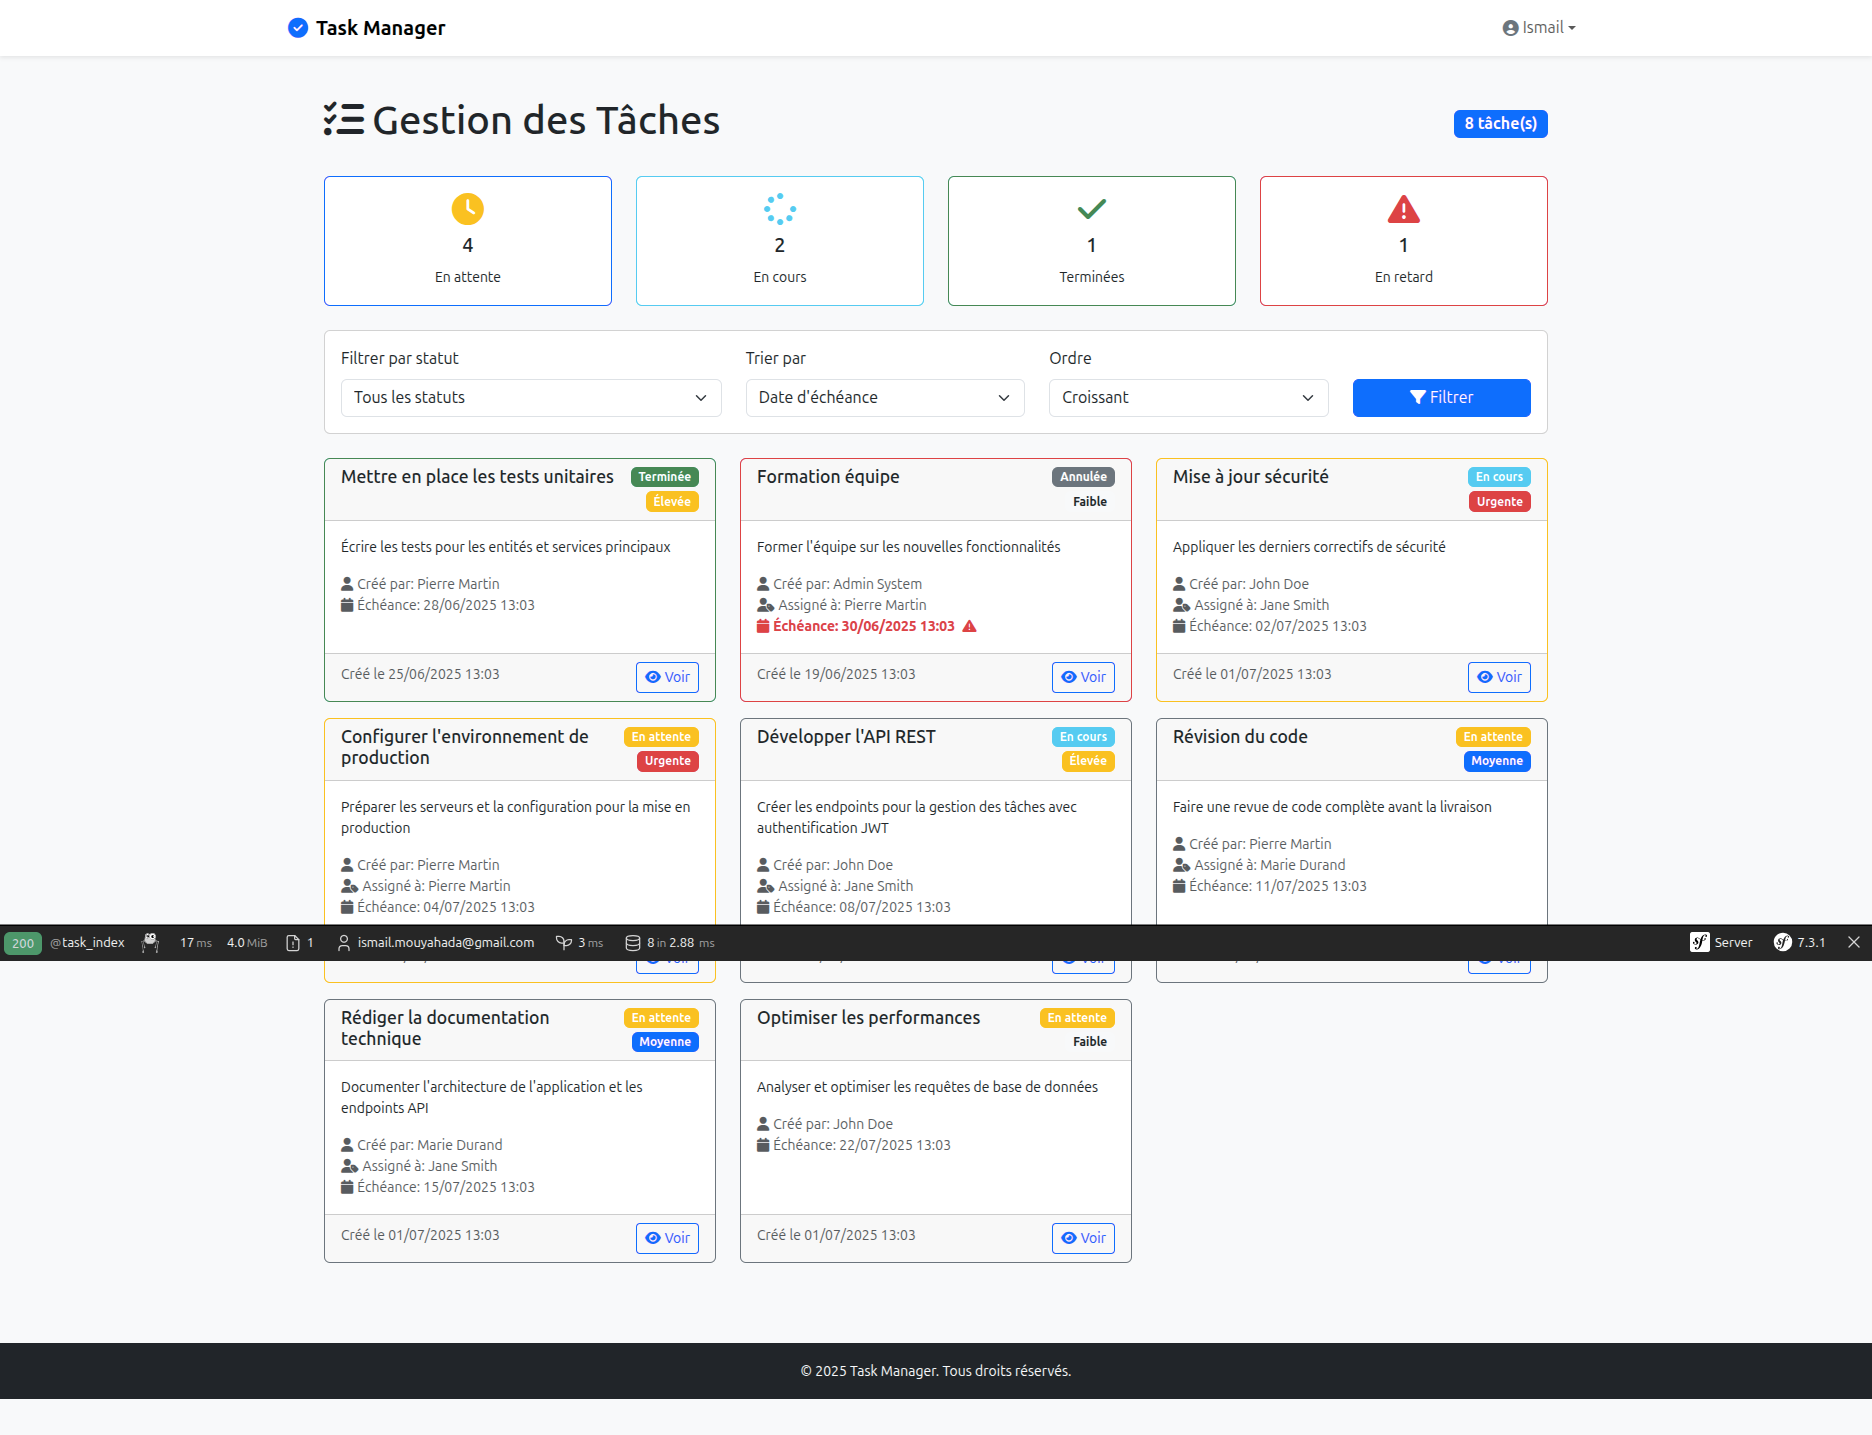 Task Manager
Ismail
Gestion des Tâches
8 tâche(s)
4
En attente
2
En cours
1
Terminées
1
En retard
Filtrer par statut
Trier par
Ordre
Tous les statuts
Date d'échéance
Croissant
Filtrer
Mettre en place les tests unitaires
Terminée
Élevée
Écrire les tests pour les entités et services principaux
Créé par: Pierre Martin
Échéance: 28/06/2025 13:03
Créé le 25/06/2025 13:03
Voir
Formation équipe
Annulée
Faible
Former l'équipe sur les nouvelles fonctionnalités
Créé par: Admin System
Assigné à: Pierre Martin
Échéance: 30/06/2025 13:03
Créé le 19/06/2025 13:03
Voir
Mise à jour sécurité
En cours
Urgente
Appliquer les derniers correctifs de sécurité
Créé par: John Doe
Assigné à: Jane Smith
Échéance: 02/07/2025 13:03
Créé le 01/07/2025 13:03
Voir
Configurer l'environnement de
production
En attente
Urgente
Préparer les serveurs et la configuration pour la mise en
production
Créé par: Pierre Martin
Assigné à: Pierre Martin
Échéance: 04/07/2025 13:03
Développer l'API REST
En cours
Élevée
Créer les endpoints pour la gestion des tâches avec
authentification JWT
Créé par: John Doe
Assigné à: Jane Smith
Échéance: 08/07/2025 13:03
Révision du code
En attente
Moyenne
Faire une revue de code complète avant la livraison
Créé par: Pierre Martin
Assigné à: Marie Durand
Échéance: 11/07/2025 13:03
200 @task_index 17 ms 4.0 MiB 1 ismail.mouyahada@gmail.com 3 ms 8 in 2.88 ms sf Server sf 7.3.1
Rédiger la documentation
technique
En attente
Moyenne
Documenter l'architecture de l'application et les
endpoints API
Créé par: Marie Durand
Assigné à: Jane Smith
Échéance: 15/07/2025 13:03
Créé le 01/07/2025 13:03
Voir
Optimiser les performances
En attente
Faible
Analyser et optimiser les requêtes de base de données
Créé par: John Doe
Échéance: 22/07/2025 13:03
Créé le 01/07/2025 13:03
Voir
© 2025 Task Manager. Tous droits réservés.